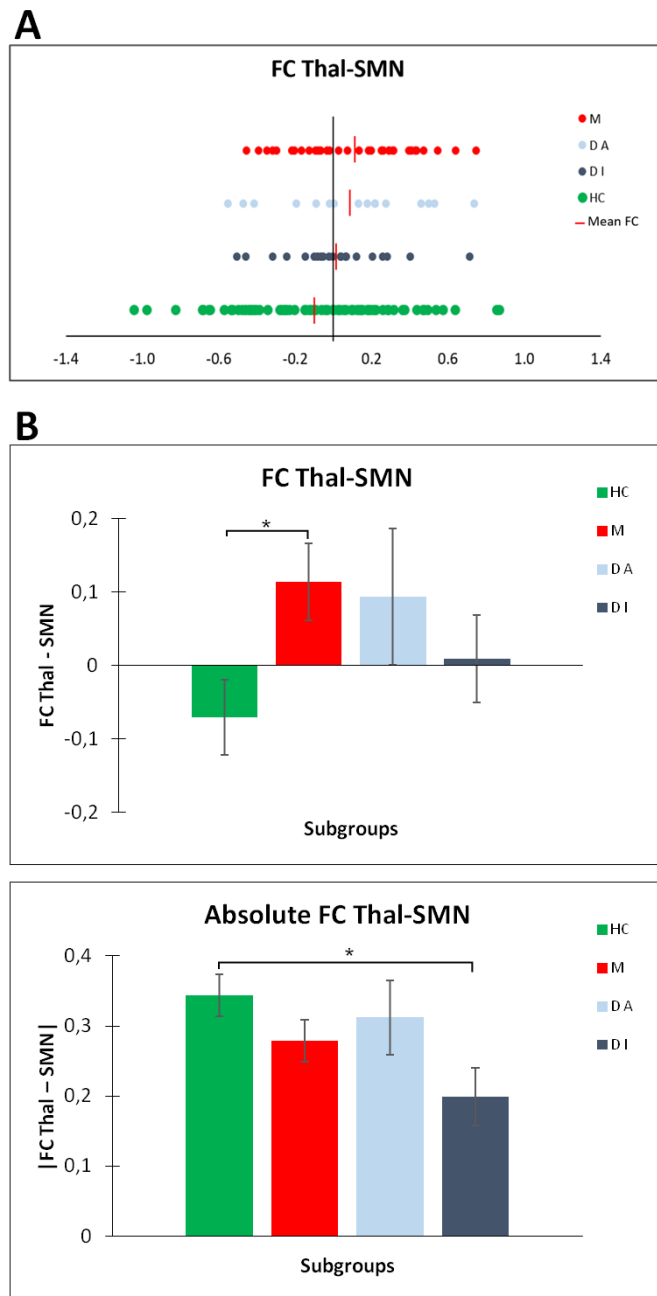 A
FC Thal-SMN
M
D A
D I
HC
Mean FC
-1.4 -1.0 -0.6 -0.2 0.2 0.6 1.0 1.4
B
FC Thal-SMN
HC
M
D A
D I
*
0,2
0,1
0
-0,1
-0,2
FC Thal - SMN
Subgroups
Absolute FC Thal-SMN
HC
M
D A
D I
*
0,4
0,3
0,2
0,1
0
|FC Thal – SMN|
Subgroups